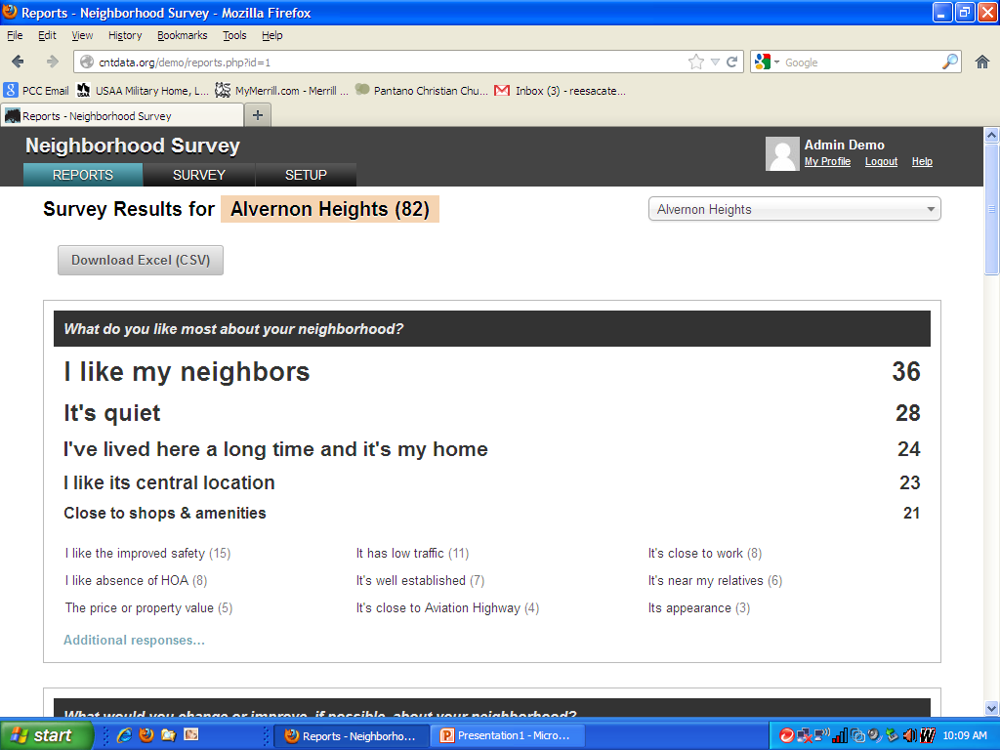 Reports - Neighborhood Survey - Mozilla Firefox
File Edit View History Bookmarks Tools Help
cntdata.org/demo/reports.php?id=1 Google
PCC Email USAA Military Home, L... MyMerrill.com - Merrill ... Pantano Christian Chu... Inbox (3) - reesacate...
Reports - Neighborhood Survey
Neighborhood Survey
Admin Demo
My Profile Logout Help
REPORTS SURVEY SETUP
Survey Results for Alvernon Heights (82)
Alvernon Heights
Download Excel (CSV)
What do you like most about your neighborhood?
I like my neighbors 36
It's quiet 28
I've lived here a long time and it's my home 24
I like its central location 23
Close to shops & amenities 21
I like the improved safety (15) It has low traffic (11) It's close to work (8)
I like absence of HOA (8) It's well established (7) It's near my relatives (6)
The price or property value (5) It's close to Aviation Highway (4) Its appearance (3)
Additional responses...
What would you change or improve, if possible, about your neighborhood?
start Reports - Neighborho... Presentation1 - Micro... 10:09 AM